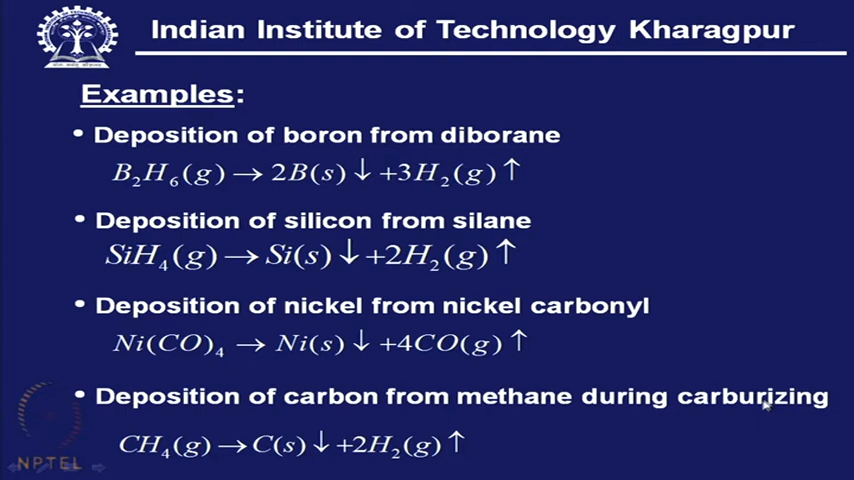 Indian Institute of Technology Kharagpur
Examples:
• Deposition of boron from diborane
B₂H₆(g) → 2B(s)↓ +3H₂(g)↑
• Deposition of silicon from silane
SiH₄(g) → Si(s)↓ +2H₂(g)↑
• Deposition of nickel from nickel carbonyl
Ni(CO)₄ → Ni(s)↓ +4CO(g)↑
• Deposition of carbon from methane during carburizing
CH₄(g) → C(s)↓ +2H₂(g)↑
NPTEL